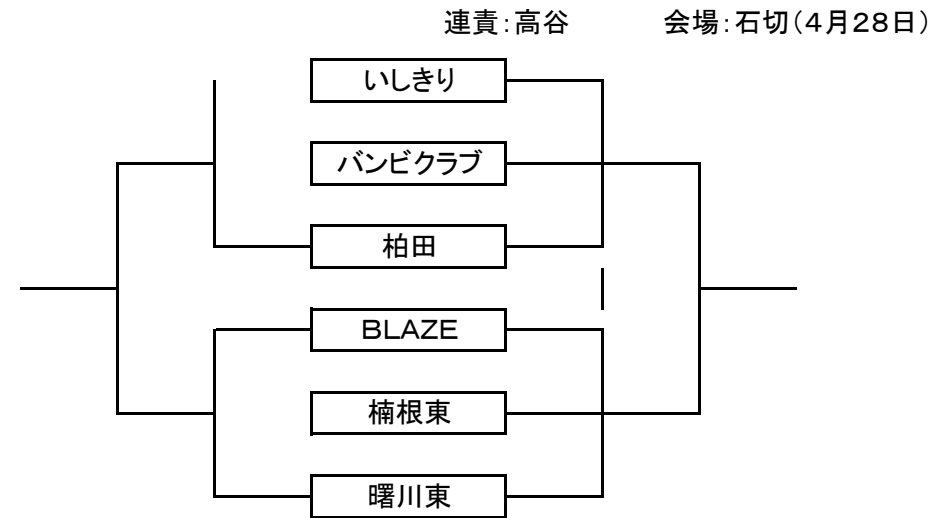 連責：高谷　会場：石切（４月２８日）
いしきり
バンビクラブ
柏田
ＢＬＡＺＥ
楠根東
曙川東